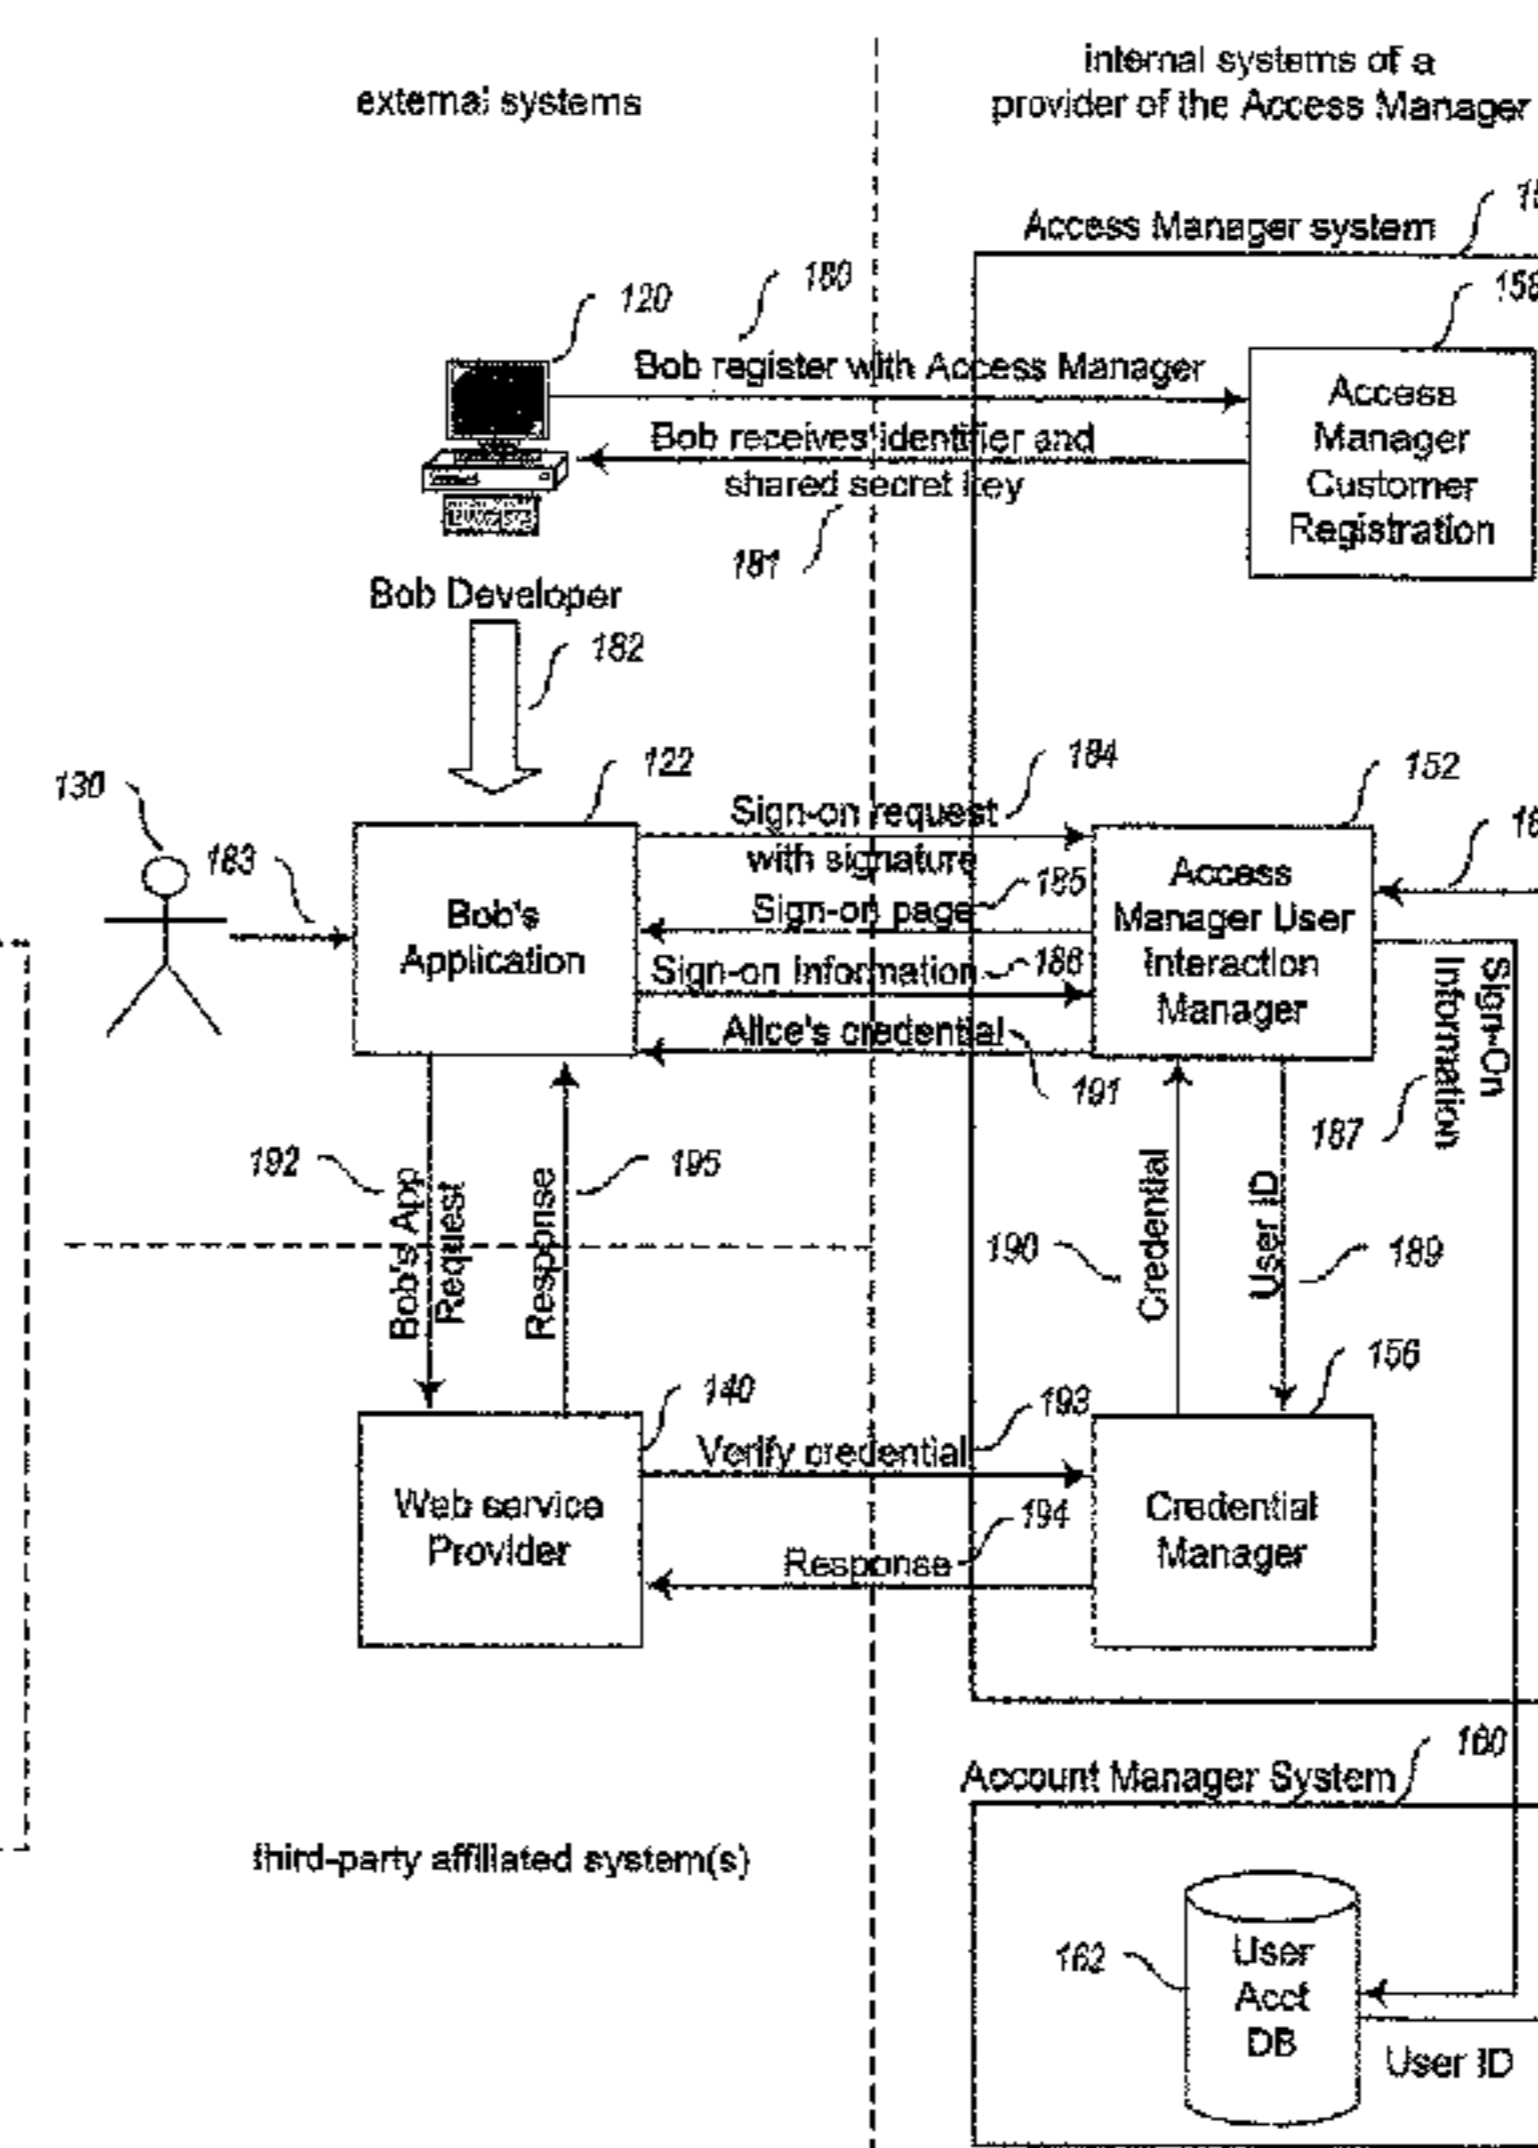 external systems
internal systems of a
provider of the Access Manager
Access Manager system
158
120
180
Bob register with Access Manager
Bob receives identifier and
shared secret key
181
Access
Manager
Customer
Registration
Bob Developer
182
130
183
122
Bob's
Application
184
Sign-on request
with signature
185
Sign-on page
Sign-on Information
186
Alice's credential
191
152
Access
Manager User
Interaction
Manager
Sign-On
Information
187
192
Bob's App
Request
Response
195
190
Credential
User ID
189
140
Web service
Provider
193
Verify credential
194
Response
156
Credential
Manager
third-party affiliated system(s)
160
Account Manager System
162
User
Acct
DB
User ID